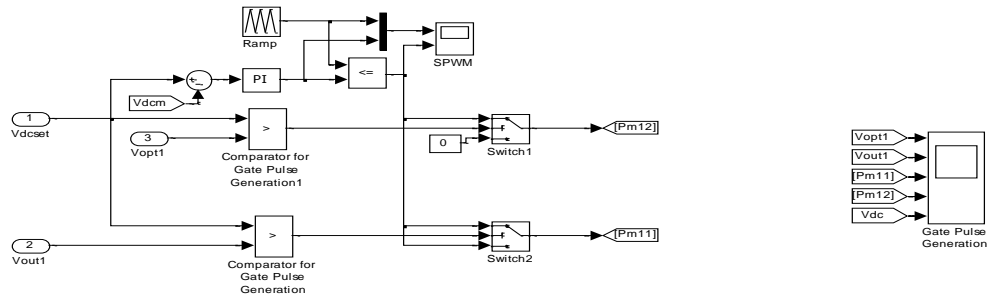 Ramp
SPWM
PI
<=
Vdcm
1
Vdcset
3
Vopt1
>
Comparator for
Gate Pulse
Generation1
0
Switch1
[Pm12]
2
Vout1
>
Comparator for
Gate Pulse
Generation
Switch2
[Pm11]
Vopt1
Vout1
[Pm11]
[Pm12]
Vdc
Gate Pulse
Generation